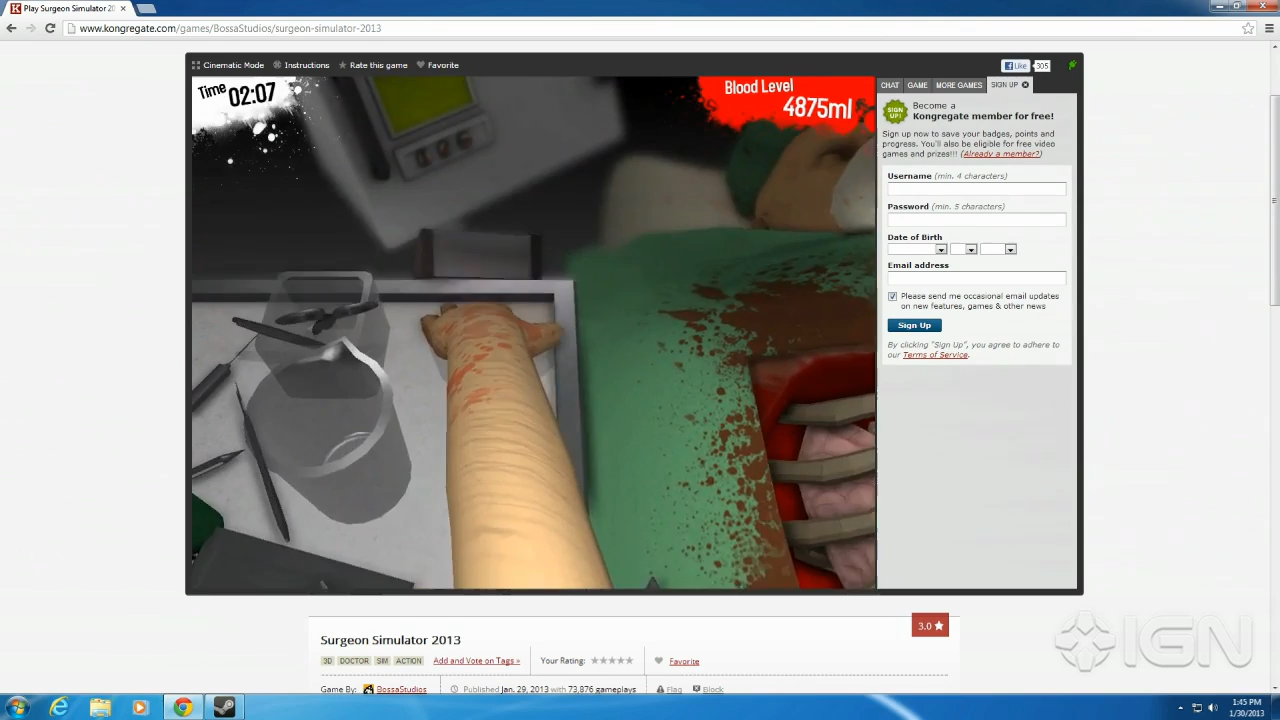 Play Surgeon Simulator 20
www.kongregate.com/games/BossaStudios/surgeon-simulator-2013
Cinematic Mode
Instructions
Rate this game
Favorite
Like
305
Time 02:07
Blood Level
4875ml
CHAT
GAME
MORE GAMES
SIGN UP
SIGN UP!
Become a
Kongregate member for free!
Sign up now to save your badges, points and
progress. You'll also be eligible for free video
games and prizes!!! (Already a member?)
Username (min. 4 characters)
Password (min. 5 characters)
Date of Birth
Email address
Please send me occasional email updates
on new features, games & other news
Sign Up
By clicking "Sign Up", you agree to adhere to
our Terms of Service.
Surgeon Simulator 2013
3.0
3D DOCTOR SIM ACTION
Add and Vote on Tags »
Your Rating:
Favorite
Game By: BossaStudios
Published Jan. 29, 2013 with 73,876 gameplays
Flag
Block
IGN
1:45 PM
1/30/2013